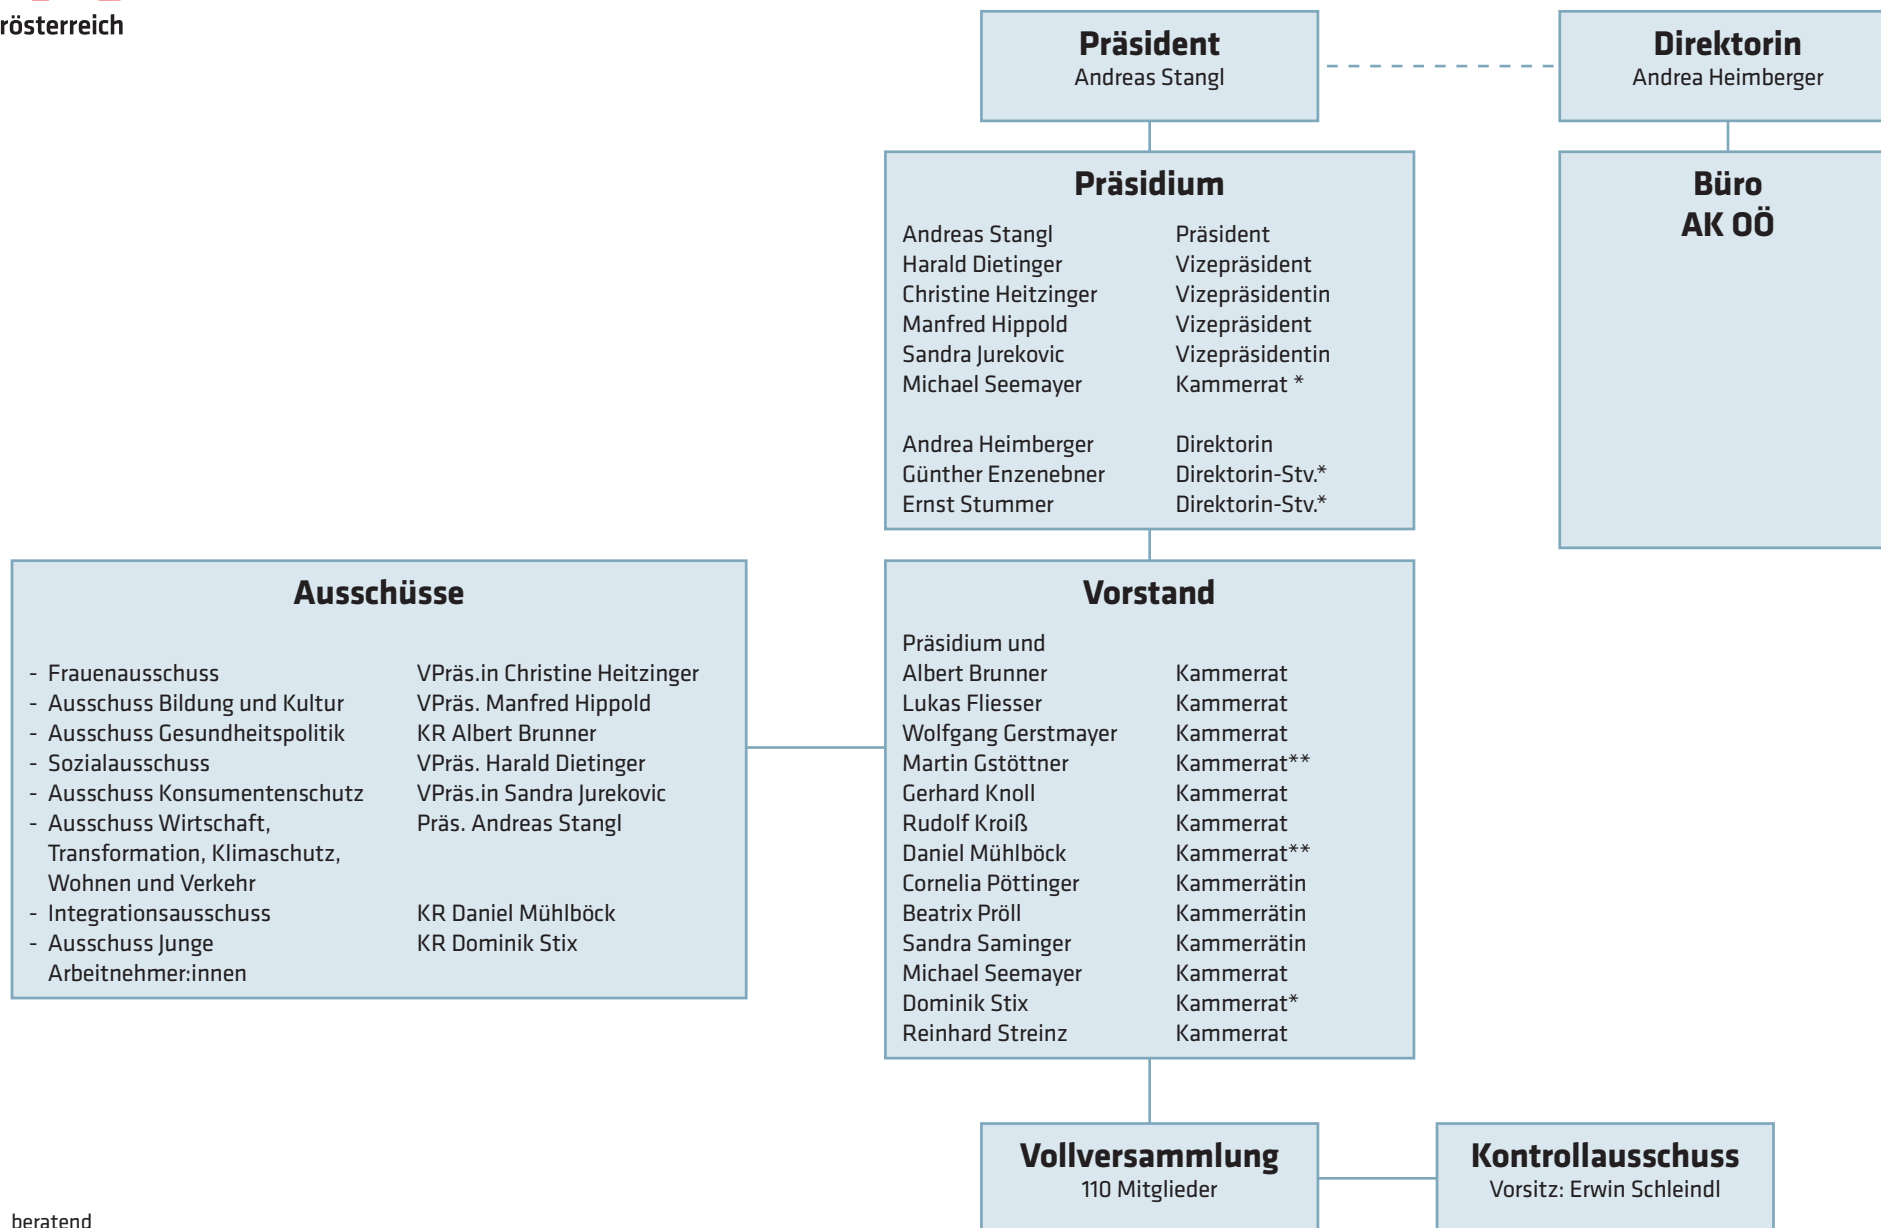 rösterreich
Präsident
Andreas Stangl
Direktorin
Andrea Heimberger
Präsidium
Andreas Stangl Präsident
Harald Dietinger Vizepräsident
Christine Heitzinger Vizepräsidentin
Manfred Hippold Vizepräsident
Sandra Jurekovic Vizepräsidentin
Michael Seemayer Kammerrat *
Andrea Heimberger Direktorin
Günther Enzenebner Direktorin-Stv.*
Ernst Stummer Direktorin-Stv.*
Büro
AK OÖ
Ausschüsse
- Frauenausschuss VPräs.in Christine Heitzinger
- Ausschuss Bildung und Kultur VPräs. Manfred Hippold
- Ausschuss Gesundheitspolitik KR Albert Brunner
- Sozialausschuss VPräs. Harald Dietinger
- Ausschuss Konsumentenschutz VPräs.in Sandra Jurekovic
- Ausschuss Wirtschaft, Präs. Andreas Stangl
Transformation, Klimaschutz,
Wohnen und Verkehr
- Integrationsausschuss KR Daniel Mühlböck
- Ausschuss Junge KR Dominik Stix
Arbeitnehmer:innen
Vorstand
Präsidium und
Albert Brunner Kammerrat
Lukas Fliesser Kammerrat
Wolfgang Gerstmayer Kammerrat
Martin Gstöttner Kammerrat**
Gerhard Knoll Kammerrat
Rudolf Kroiß Kammerrat
Daniel Mühlböck Kammerrat**
Cornelia Pöttinger Kammerrätin
Beatrix Pröll Kammerrätin
Sandra Saminger Kammerrätin
Michael Seemayer Kammerrat
Dominik Stix Kammerrat*
Reinhard Streinz Kammerrat
Vollversammlung
110 Mitglieder
Kontrollausschuss
Vorsitz: Erwin Schleindl
beratend